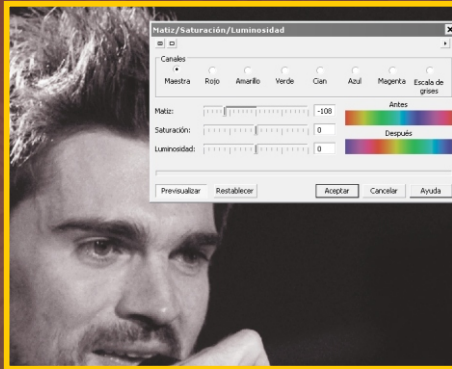 Matiz/Saturación/Luminosidad
Canales
Maestra Rojo Amarillo Verde Cian Azul Magenta Escala de grises
Antes
Matiz: -108
Saturación: 0
Después
Luminosidad: 0
Previsualizar Restablecer Aceptar Cancelar Ayuda